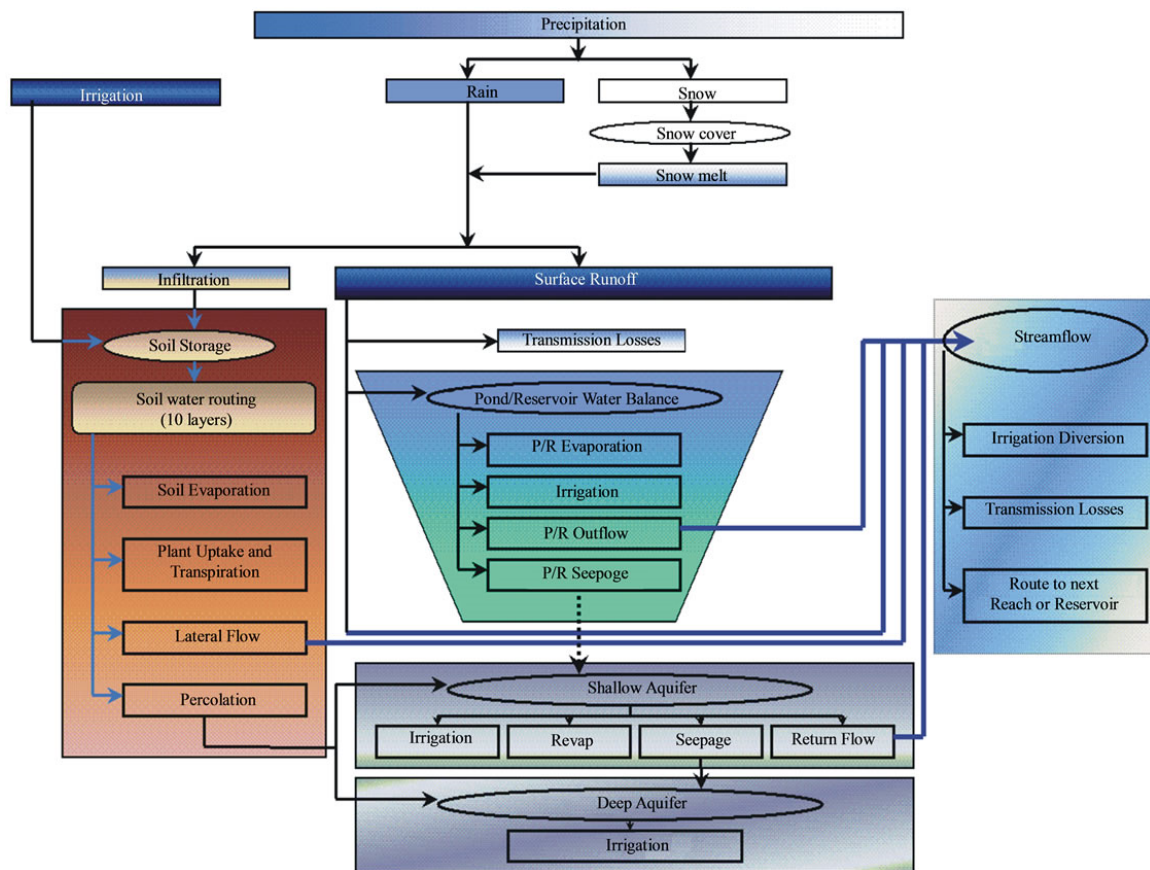 Precipitation
Irrigation
Rain
Snow
Snow cover
Snow melt
Infiltration
Surface Runoff
Soil Storage
Transmission Losses
Streamflow
Soil water routing
(10 layers)
Pond/Reservoir Water Balance
P/R Evaporation
Irrigation
P/R Outflow
P/R Seepoge
Irrigation Diversion
Transmission Losses
Route to next
Reach or Reservoir
Soil Evaporation
Plant Uptake and
Transpiration
Lateral Flow
Percolation
Shallow Aquifer
Irrigation
Revap
Seepage
Return Flow
Deep Aquifer
Irrigation